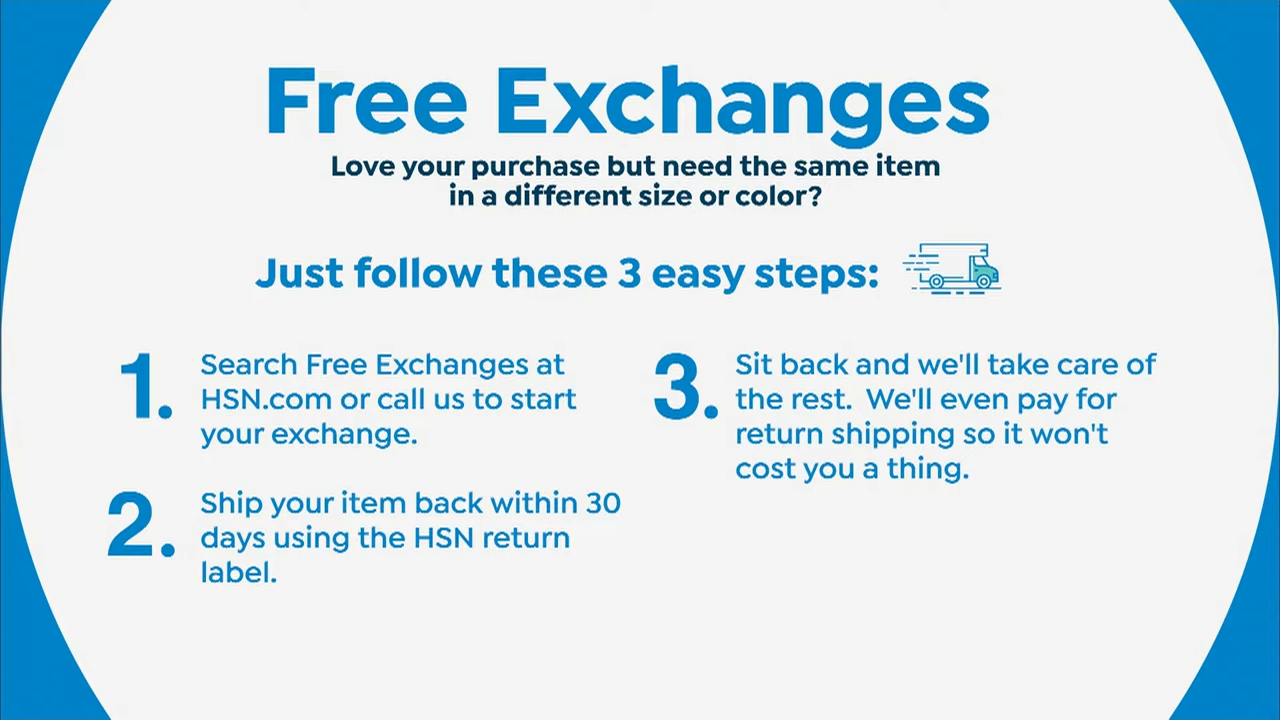 Free Exchanges
Love your purchase but need the same item
in a different size or color?
Just follow these 3 easy steps:
1. Search Free Exchanges at
HSN.com or call us to start
your exchange.
2. Ship your item back within 30
days using the HSN return
label.
3. Sit back and we'll take care of
the rest.  We'll even pay for
return shipping so it won't
cost you a thing.